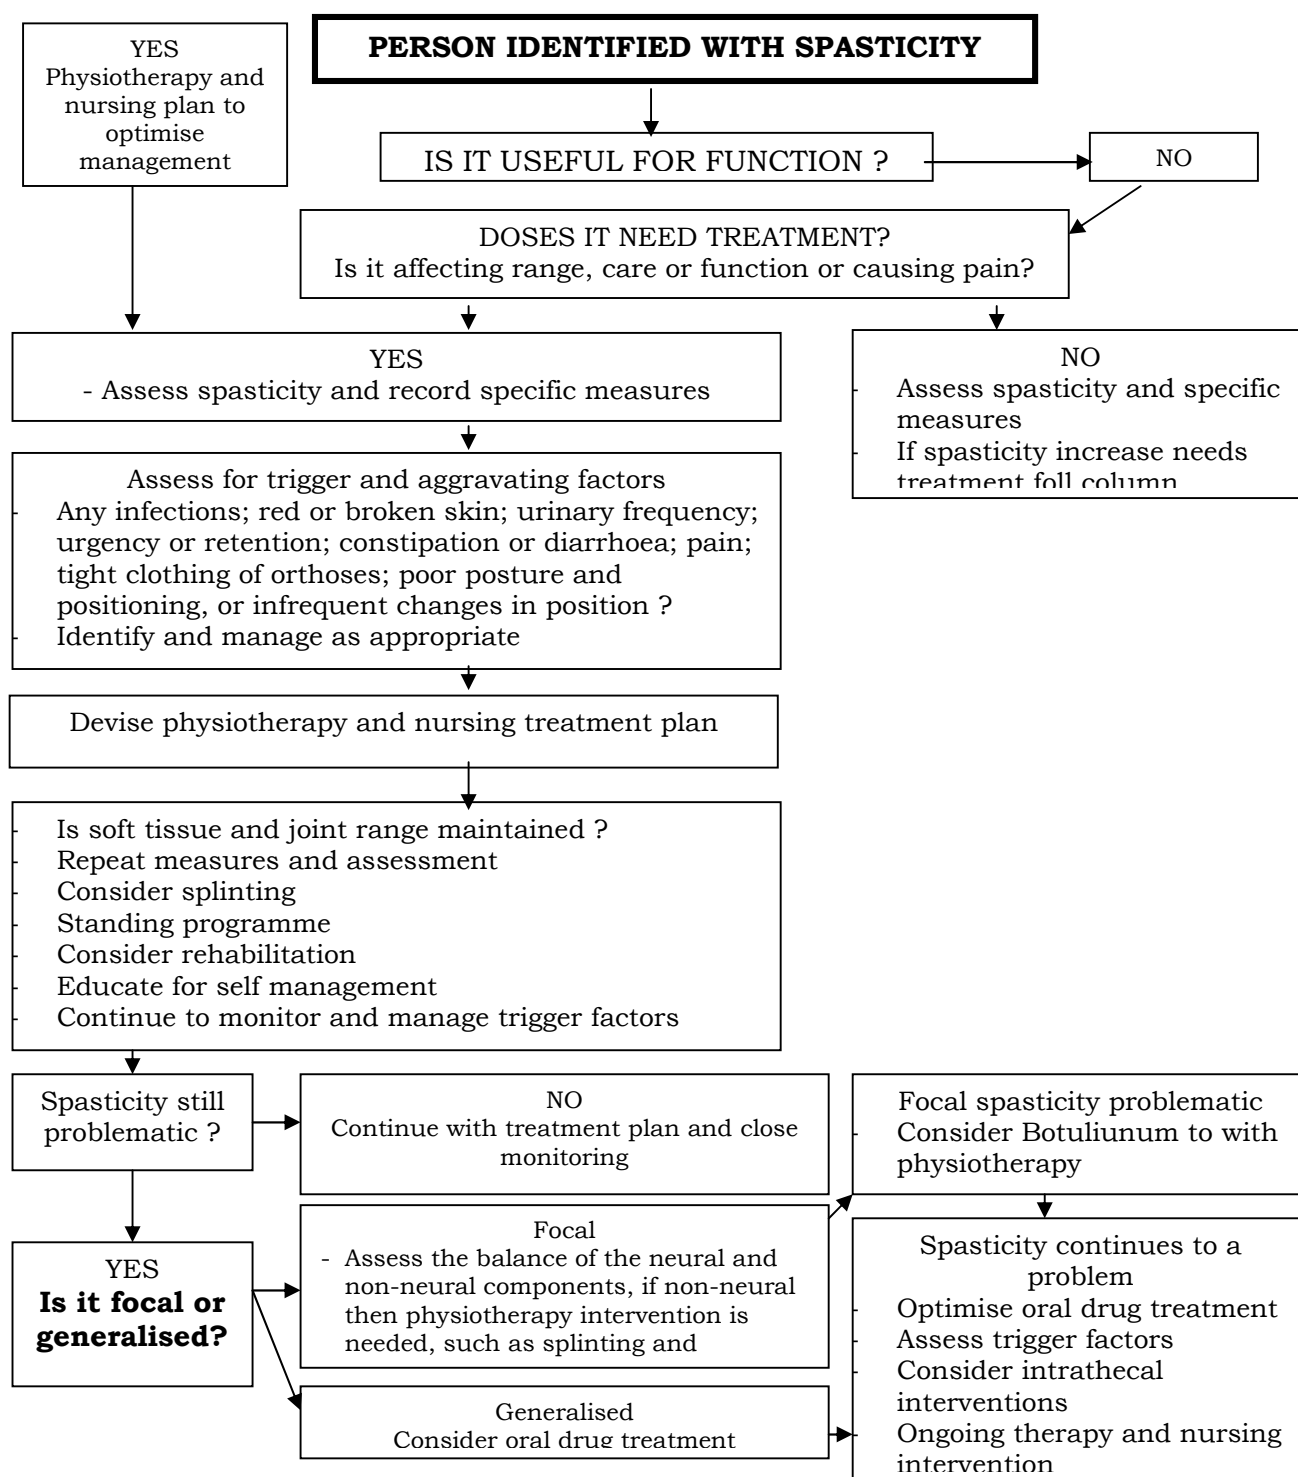 YES
Physiotherapy and
nursing plan to
optimise
management
PERSON IDENTIFIED WITH SPASTICITY
IS IT USEFUL FOR FUNCTION ?
NO
DOSES IT NEED TREATMENT?
Is it affecting range, care or function or causing pain?
YES
- Assess spasticity and record specific measures
NO
- Assess spasticity and specific
measures
- If spasticity increase needs
treatment foll column
Assess for trigger and aggravating factors
- Any infections; red or broken skin; urinary frequency;
urgency or retention; constipation or diarrhoea; pain;
tight clothing of orthoses; poor posture and
positioning, or infrequent changes in position ?
- Identify and manage as appropriate
Devise physiotherapy and nursing treatment plan
- Is soft tissue and joint range maintained ?
- Repeat measures and assessment
- Consider splinting
- Standing programme
- Consider rehabilitation
- Educate for self management
- Continue to monitor and manage trigger factors
Spasticity still
problematic ?
NO
Continue with treatment plan and close
monitoring
Focal spasticity problematic
- Consider Botuliunum to with
physiotherapy
YES
Is it focal or
generalised?
Focal
- Assess the balance of the neural and
non-neural components, if non-neural
then physiotherapy intervention is
needed, such as splinting and
Generalised
Consider oral drug treatment
Spasticity continues to a
problem
- Optimise oral drug treatment
- Assess trigger factors
- Consider intrathecal
interventions
- Ongoing therapy and nursing
intervention